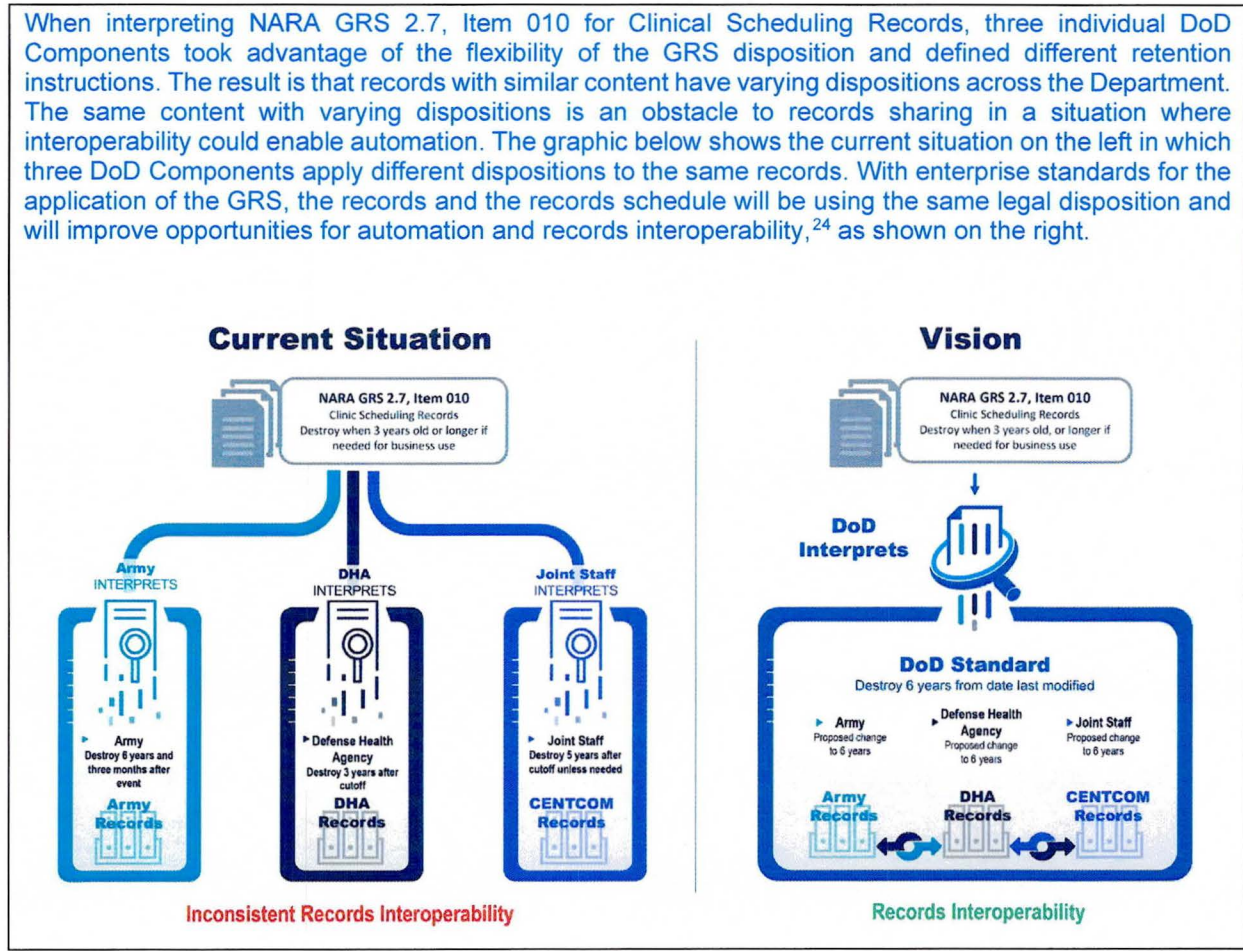 When interpreting NARA GRS 2.7, Item 010 for Clinical Scheduling Records, three individual DoD
Components took advantage of the flexibility of the GRS disposition and defined different retention
instructions. The result is that records with similar content have varying dispositions across the Department.
The same content with varying dispositions is an obstacle to records sharing in a situation where
interoperability could enable automation. The graphic below shows the current situation on the left in which
three DoD Components apply different dispositions to the same records. With enterprise standards for the
application of the GRS, the records and the records schedule will be using the same legal disposition and
will improve opportunities for automation and records interoperability,24 as shown on the right.
Current Situation
NARA GRS 2.7, Item 010
Clinic Scheduling Records
Destroy when 3 years old or longer if
needed for business use
Army
INTERPRETS
DHA
INTERPRETS
Joint Staff
INTERPRETS
Army
Destroy 6 years and
three months after
event
Army
Records
Defense Health
Agency
Destroy 3 years after
cutoff
DHA
Records
Joint Staff
Destroy 5 years after
cutoff unless needed
CENTCOM
Records
Inconsistent Records Interoperability
Vision
NARA GRS 2.7, Item 010
Clinic Scheduling Records
Destroy when 3 years old, or longer if
needed for business use
DoD
Interprets
DoD Standard
Destroy 6 years from date last modified
Army
Proposed change
to 6 years
Defense Health
Agency
Proposed change
to 6 years
Joint Staff
Proposed change
to 6 years
Army
Records
DHA
Records
CENTCOM
Records
Records Interoperability